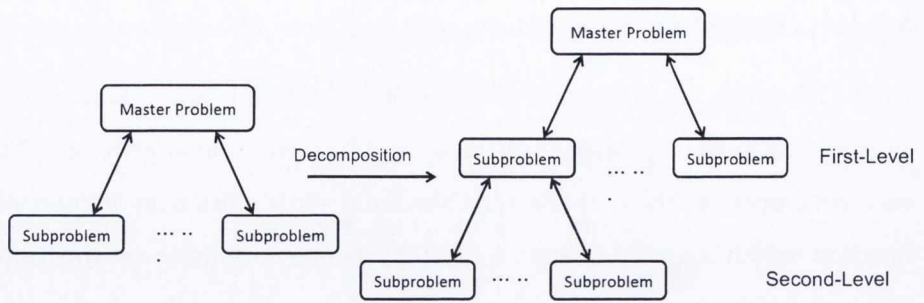 Master Problem
Subproblem
.....
Subproblem
Decomposition
Master Problem
Subproblem
.....
Subproblem
First-Level
Subproblem
.....
Subproblem
Second-Level